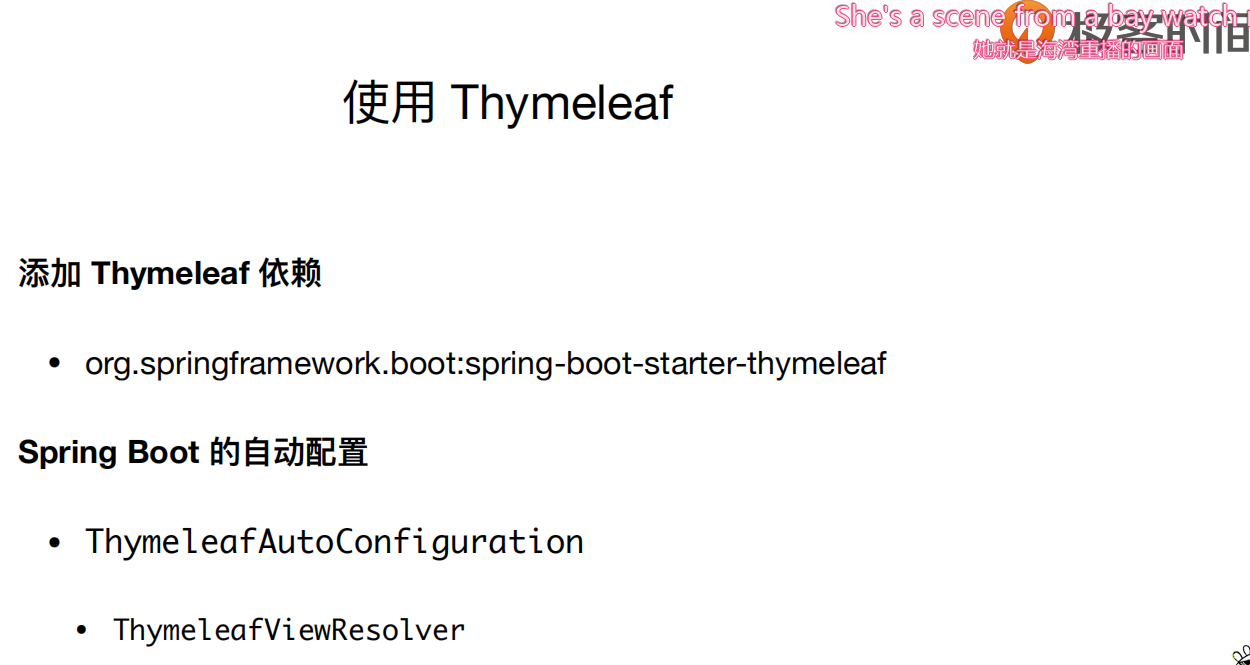 She's a scene from a bay watch
她就是海湾重播的画面
使用 Thymeleaf
添加 Thymeleaf 依赖
• org.springframework.boot:spring-boot-starter-thymeleaf
Spring Boot 的自动配置
• ThymeleafAutoConfiguration
• ThymeleafViewResolver